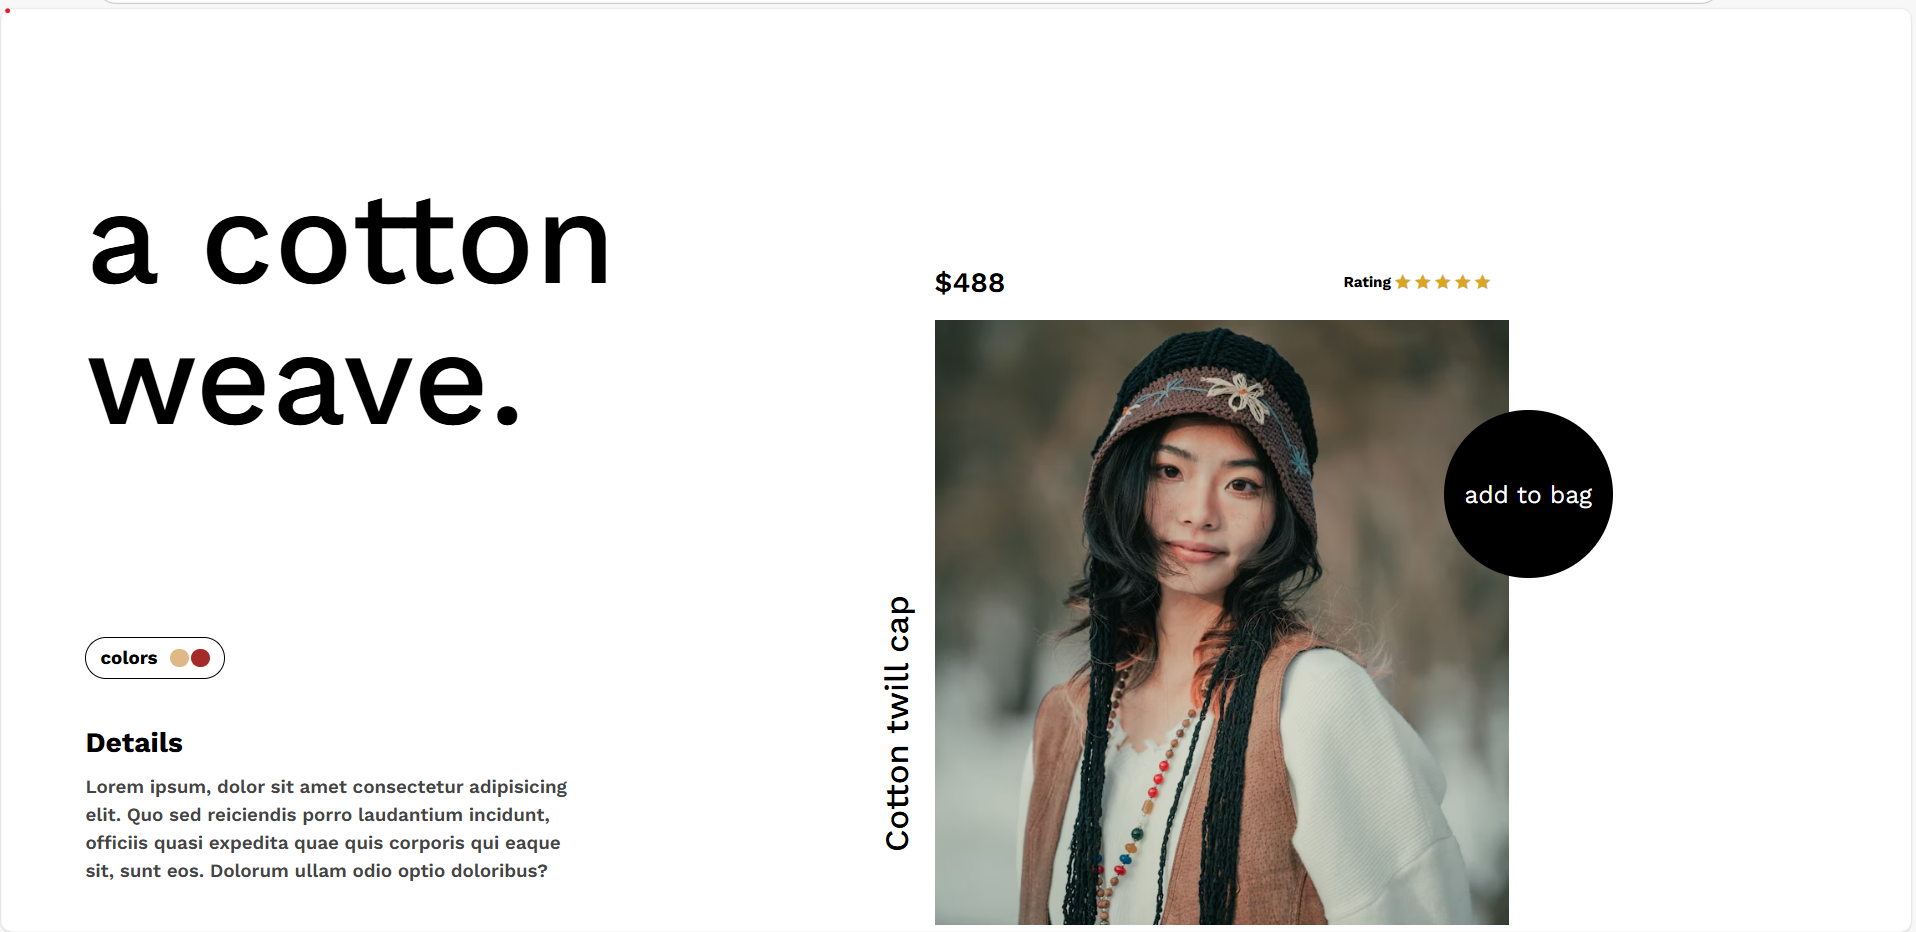 a cotton
weave.
colors
Details
Lorem ipsum, dolor sit amet consectetur adipisicing
elit. Quo sed reiciendis porro laudantium incidunt,
officiis quasi expedita quae quis corporis qui eaque
sit, sunt eos. Dolorum ullam odio optio doloribus?
$488
Rating
Cotton twill cap
add to bag